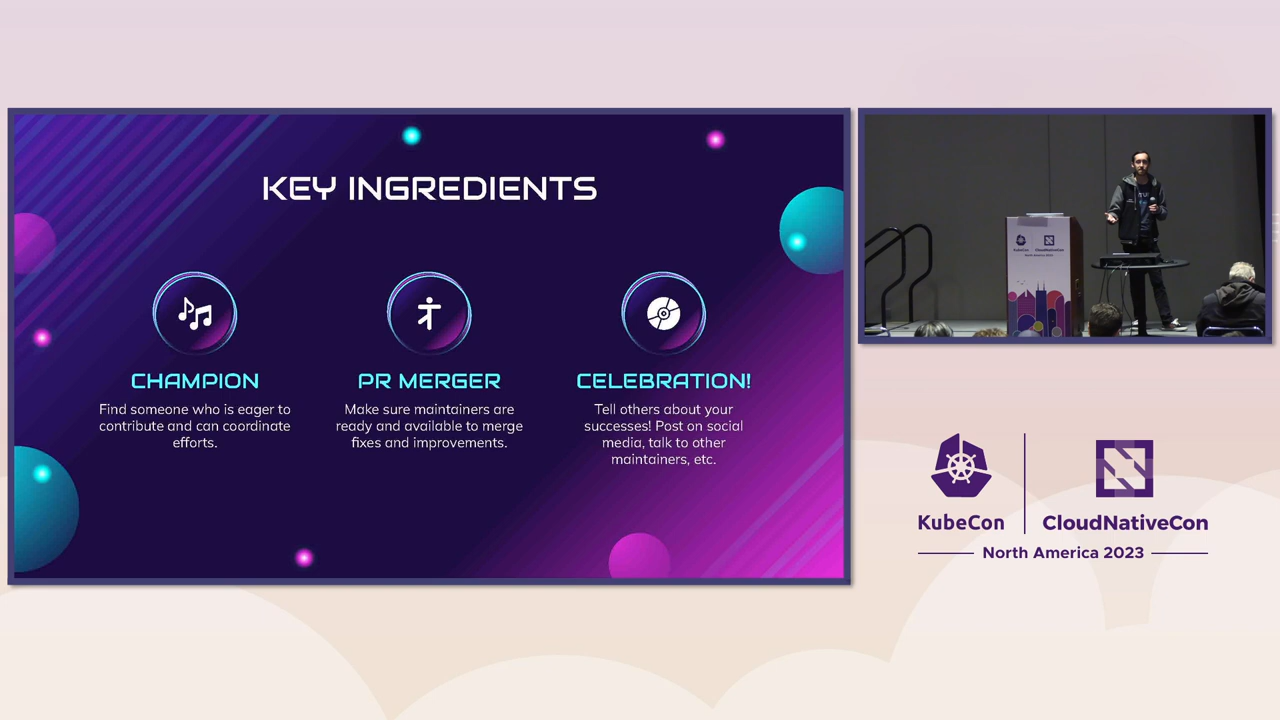 KEY INGREDIENTS
CHAMPION
Find someone who is eager to
contribute and can coordinate
efforts.
PR MERGER
Make sure maintainers are
ready and available to merge
fixes and improvements.
CELEBRATION!
Tell others about your
successes! Post on social
media, talk to other
maintainers, etc.
KubeCon
CloudNativeCon
KubeCon
CloudNativeCon
North America 2023